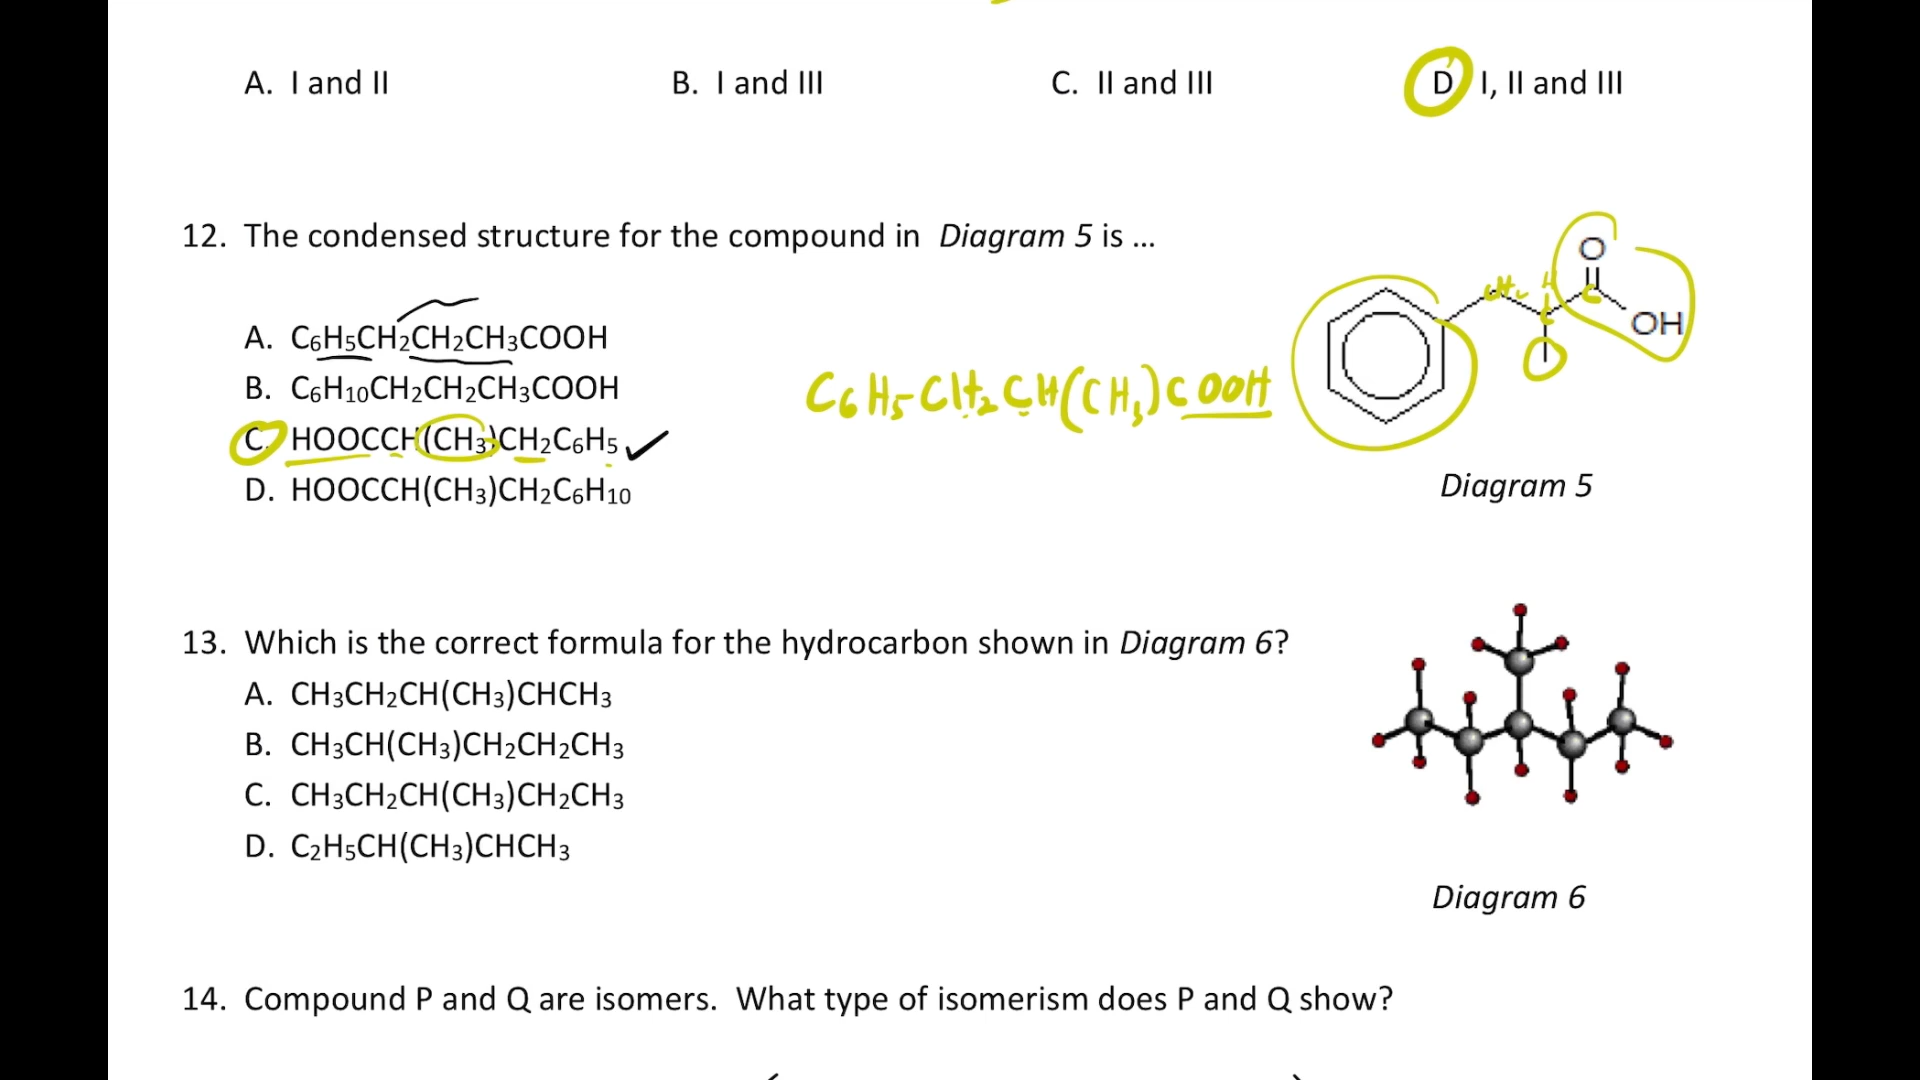 A. I and II B. I and III C. II and III D I, II and III
12. The condensed structure for the compound in Diagram 5 is ...
A. C6H5CH2CH2CH3COOH
B. C6H10CH2CH2CH3COOH
C. HOOCCH(CH3)CH2C6H5
D. HOOCCH(CH3)CH2C6H10
C6H5CH2CH(CH3)COOH
O
OH
CH2
H
C
C
Diagram 5
13. Which is the correct formula for the hydrocarbon shown in Diagram 6?
A. CH3CH2CH(CH3)CHCH3
B. CH3CH(CH3)CH2CH2CH3
C. CH3CH2CH(CH3)CH2CH3
D. C2H5CH(CH3)CHCH3
Diagram 6
14. Compound P and Q are isomers. What type of isomerism does P and Q show?